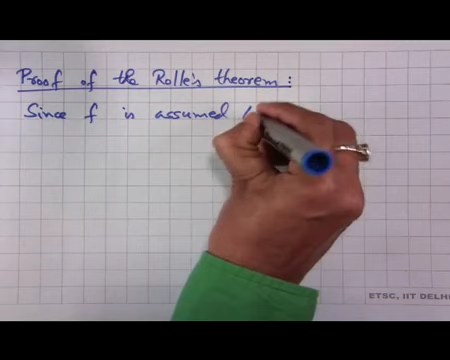 Proof of the Rolle's theorem :
Since f is assumed
ETSC, IIT DELHI